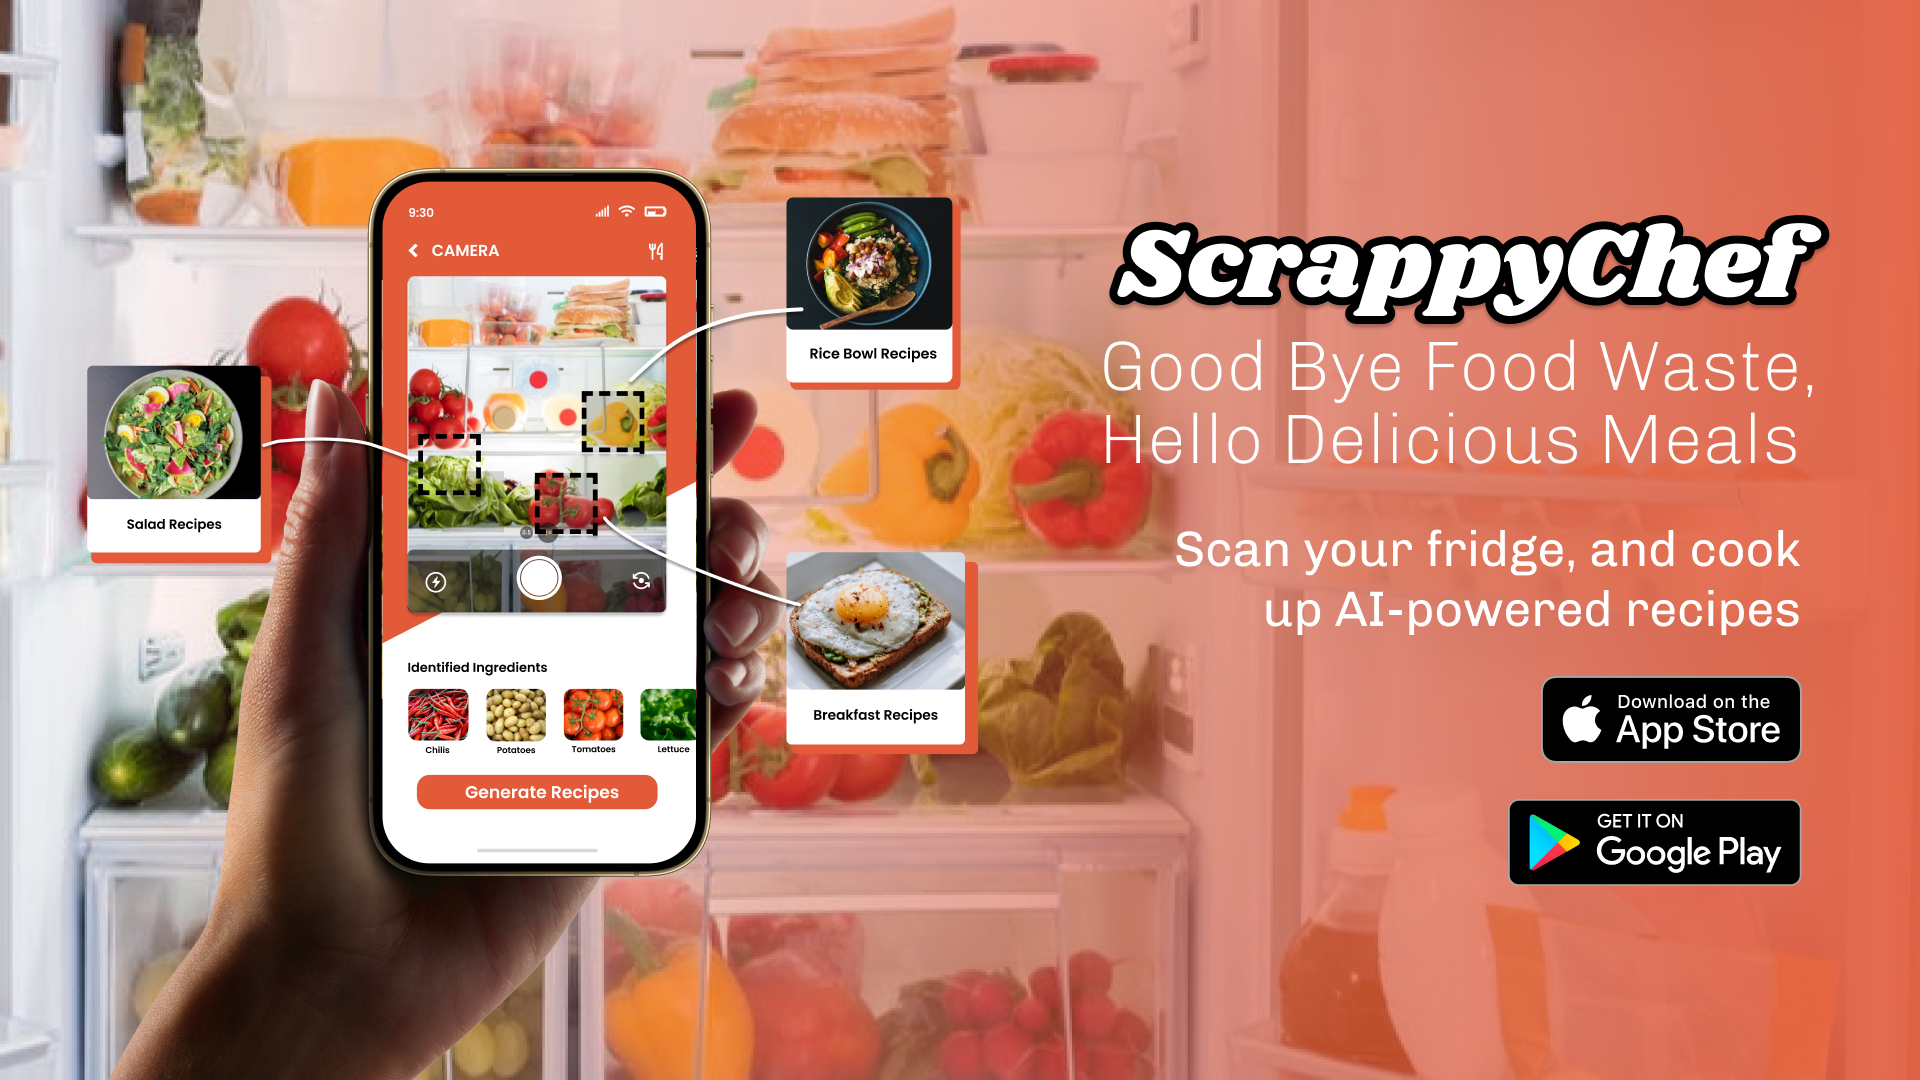 9:30
CAMERA
Salad Recipes
Rice Bowl Recipes
Breakfast Recipes
Identified Ingredients
Chilis
Potatoes
Tomatoes
Lettuce
Generate Recipes
ScrappyChef
Good Bye Food Waste,
Hello Delicious Meals
Scan your fridge, and cook
up AI-powered recipes
Download on the
App Store
GET IT ON
Google Play